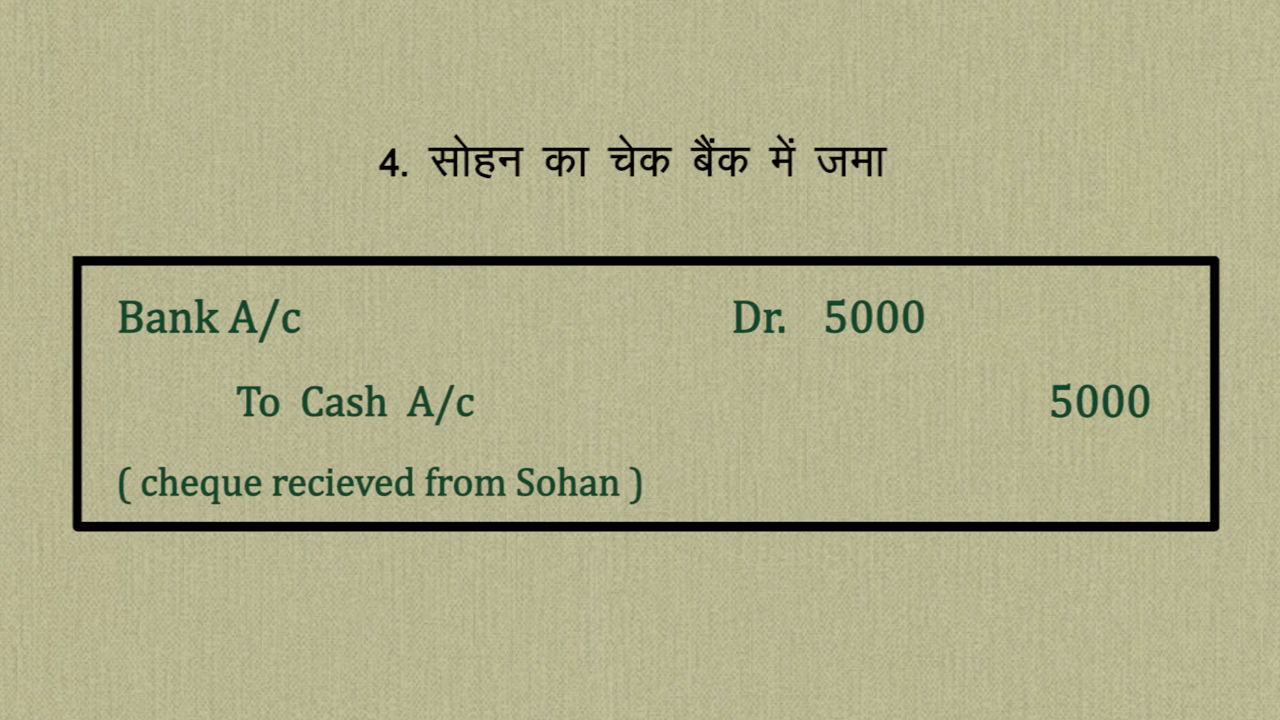 4. सोहन का चेक बैंक में जमा
Bank A/c Dr. 5000
To Cash A/c 5000
( cheque recieved from Sohan )